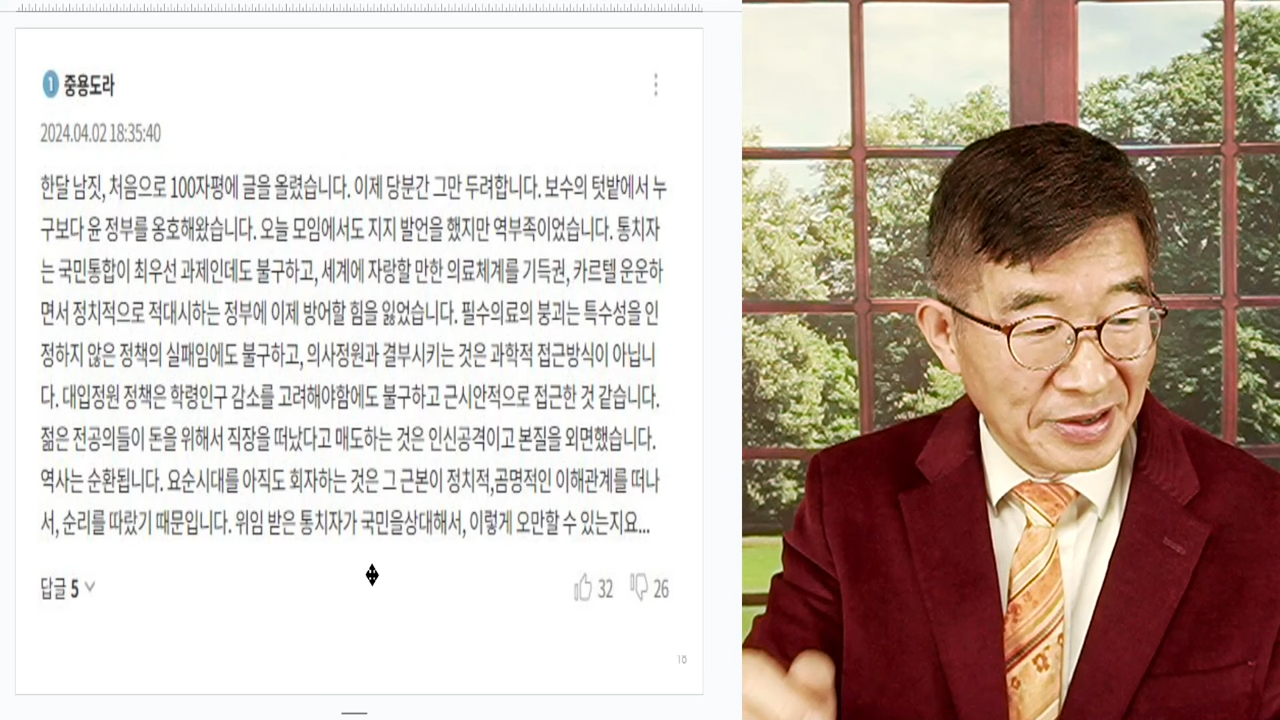 1 중용도라
2024.04.02 18:35:40
한달 남짓, 처음으로 100자평에 글을 올렸습니다. 이제 당분간 그만 두려합니다. 보수의 텃밭에서 누
구보다 윤 정부를 옹호해왔습니다. 오늘 모임에서도 지지 발언을 했지만 역부족이었습니다. 통치자
는 국민통합이 최우선 과제인데도 불구하고, 세계에 자랑할 만한 의료체계를 기득권, 카르텔 운운하
면서 정치적으로 적대시하는 정부에 이제 방어할 힘을 잃었습니다. 필수의료의 붕괴는 특수성을 인
정하지 않은 정책의 실패임에도 불구하고, 의사정원과 결부시키는 것은 과학적 접근방식이 아닙니
다. 대입정원 정책은 학령인구 감소를 고려해야함에도 불구하고 근시안적으로 접근한 것 같습니다.
젊은 전공의들이 돈을 위해서 직장을 떠났다고 매도하는 것은 인신공격이고 본질을 외면했습니다.
역사는 순환됩니다. 요순시대를 아직도 회자하는 것은 그 근본이 정치적,곰명적인 이해관계를 떠나
서, 순리를 따랐기 때문입니다. 위임 받은 통치자가 국민을상대해서, 이렇게 오만할 수 있는지요...
답글 5 32 26
16